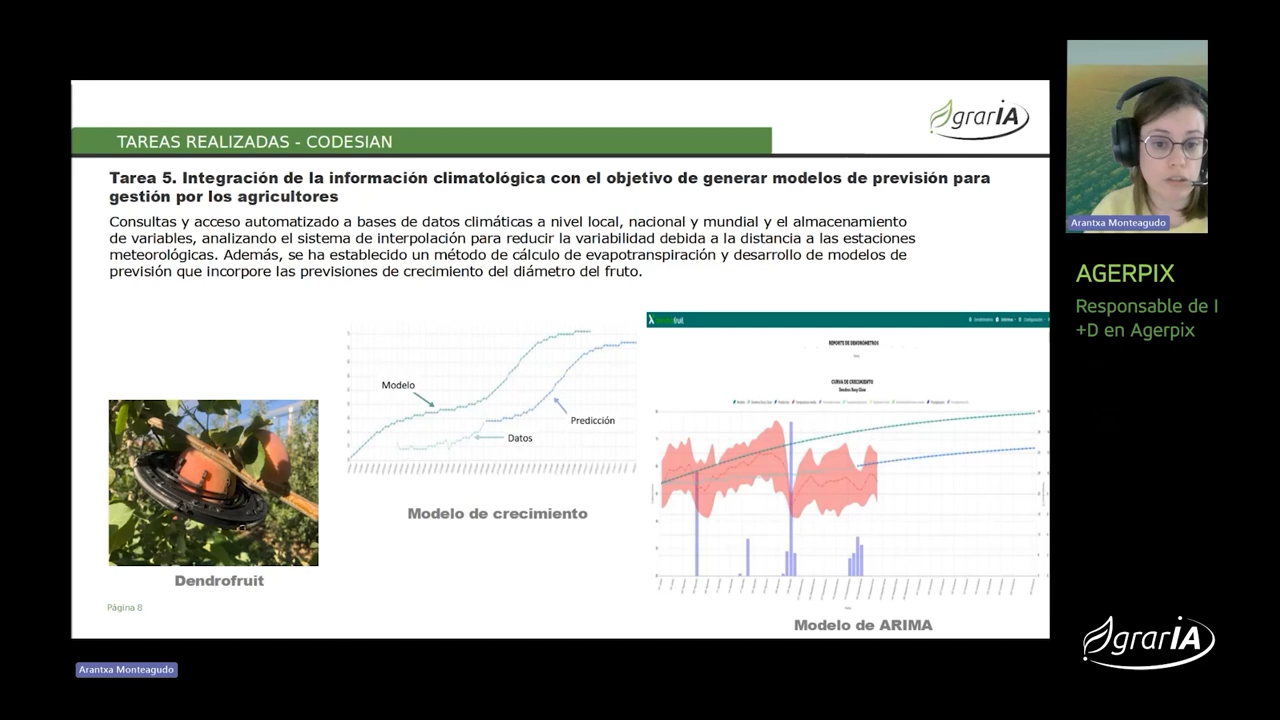 TAREAS REALIZADAS - CODESIAN
grarIA
Tarea 5. Integración de la información climatológica con el objetivo de generar modelos de previsión para
gestión por los agricultores
Consultas y acceso automatizado a bases de datos climáticas a nivel local, nacional y mundial y el almacenamiento
de variables, analizando el sistema de interpolación para reducir la variabilidad debida a la distancia a las estaciones
meteorológicas. Además, se ha establecido un método de cálculo de evapotranspiración y desarrollo de modelos de
previsión que incorpore las previsiones de crecimiento del diámetro del fruto.
Modelo
Predicción
Datos
Modelo de crecimiento
Dendrofruit
REPORTE DE DENDRÓMETROS
CURVA DE CRECIMIENTO
Modelo de ARIMA
Página 8
Arantxa Monteagudo
Arantxa Monteagudo
AGERPIX
Responsable de I
+D en Agerpix
grarIA